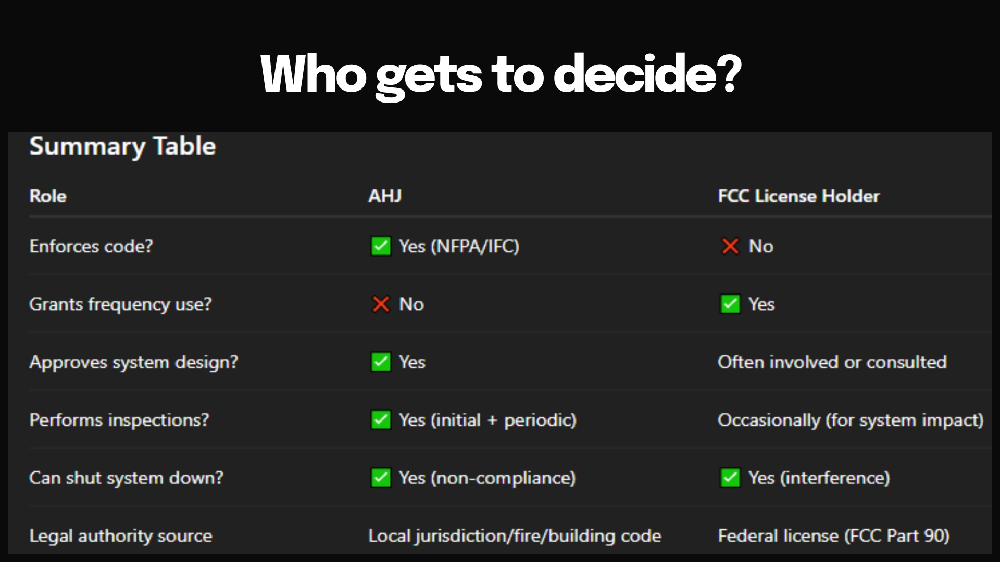 Who gets to decide?
Summary Table
Role AHJ FCC License Holder
Enforces code? ✅ Yes (NFPA/IFC) ❌ No
Grants frequency use? ❌ No ✅ Yes
Approves system design? ✅ Yes Often involved or consulted
Performs inspections? ✅ Yes (initial + periodic) Occasionally (for system impact)
Can shut system down? ✅ Yes (non-compliance) ✅ Yes (interference)
Legal authority source Local jurisdiction/fire/building code Federal license (FCC Part 90)